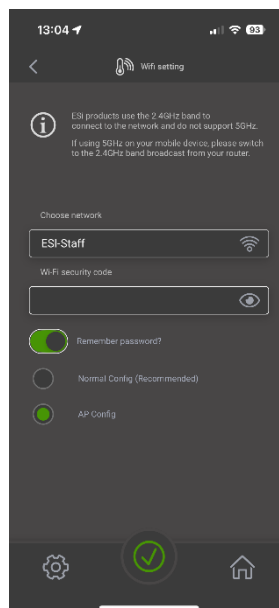 13:04
93
Wifi setting
ESi products use the 2.4GHz band to
connect to the network and do not support 5GHz.
If using 5GHz on your mobile device, please switch
to the 2.4GHz band broadcast from your router.
Choose network
ESI-Staff
Wi-Fi security code
Remember password?
Normal Config (Recommended)
AP Config